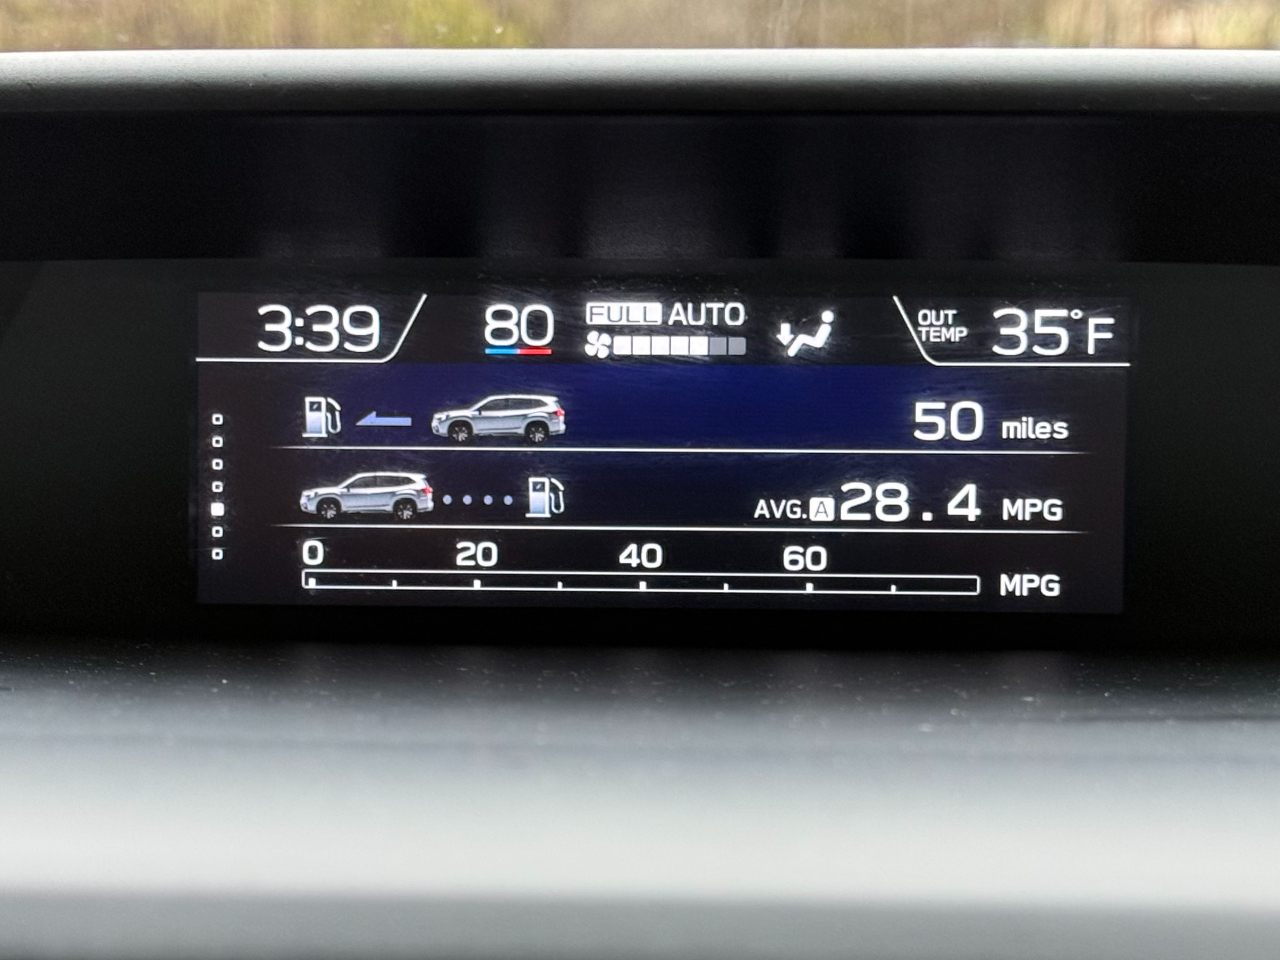 3:39
80
FULL AUTO
OUT TEMP 35°F
50 miles
AVG. A 28.4 MPG
0 20 40 60
MPG